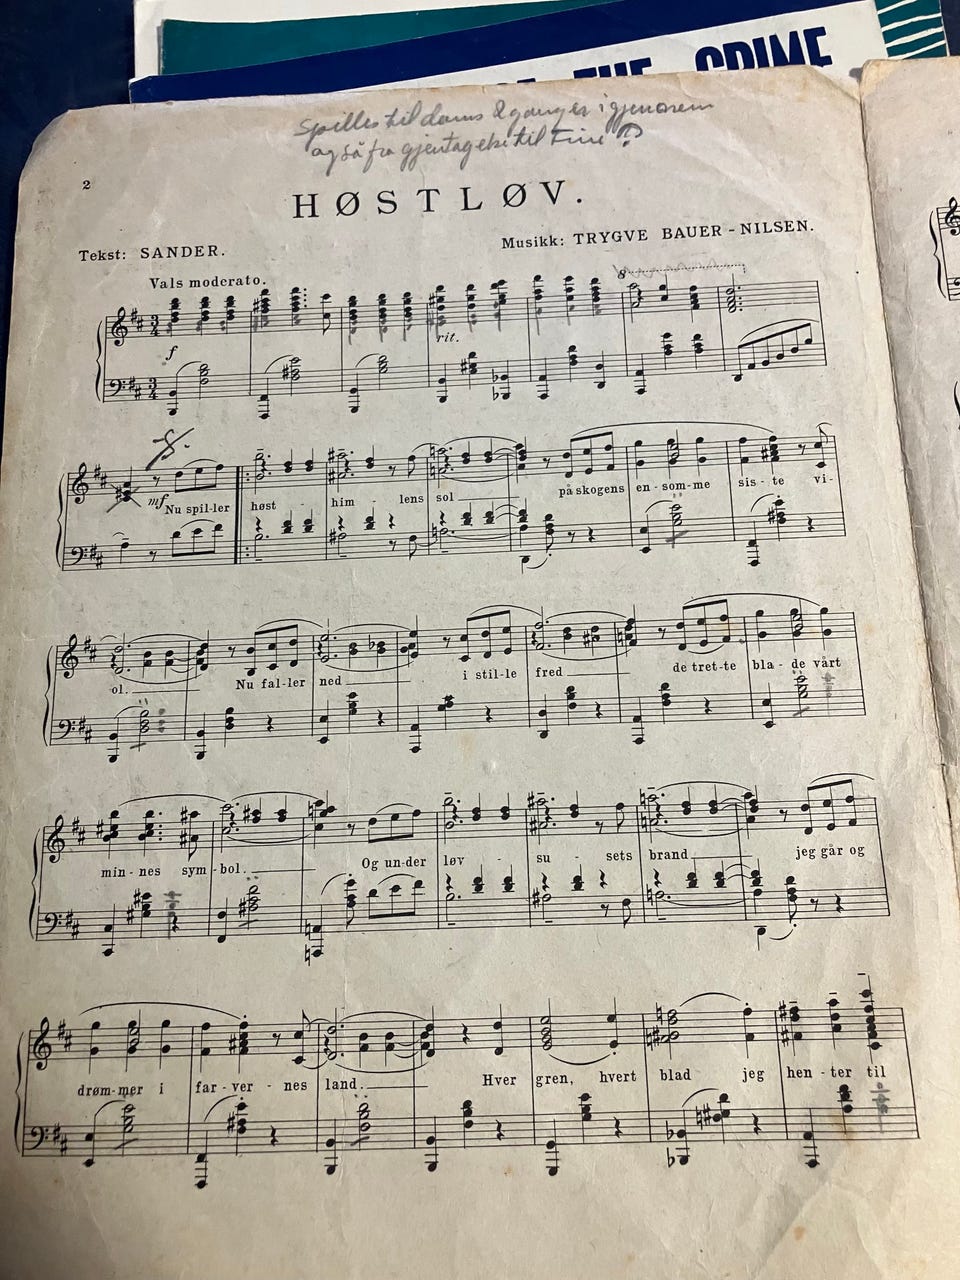 THE CRIME
Spilles til dans 2 ganger igjennem
også fra gjentagelse til Fine
2
HØSTLØV.
Tekst: SANDER.
Musikk: TRYGVE BAUER-NILSEN.
Vals moderato.
8
f
rit.
mf Nu spil-ler høst - him - lens sol på skogens en-som-me sis-te vi-
ol. Nu fal-ler ned i stil-le fred de tret-te bla-de vårt
min-nes sym-bol. Og un-der løv - su - sets brand jeg går og
drøm-mer i far-ver-nes land. Hver gren, hvert blad jeg hen-ter til